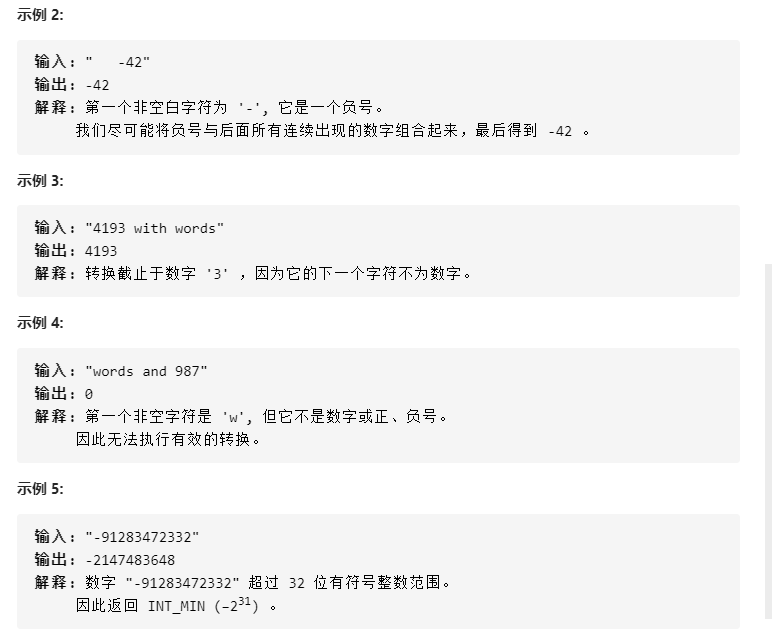 示例 2:
输入: "   -42"
输出: -42
解释: 第一个非空白字符为 '-', 它是一个负号。
我们尽可能将负号与后面所有连续出现的数字组合起来，最后得到 -42 。
示例 3:
输入: "4193 with words"
输出: 4193
解释: 转换截止于数字 '3' ，因为它的下一个字符不为数字。
示例 4:
输入: "words and 987"
输出: 0
解释: 第一个非空字符是 'w', 但它不是数字或正、负号。
因此无法执行有效的转换。
示例 5:
输入: "-91283472332"
输出: -2147483648
解释: 数字 "-91283472332" 超过 32 位有符号整数范围。
因此返回 INT_MIN (−2³¹) 。